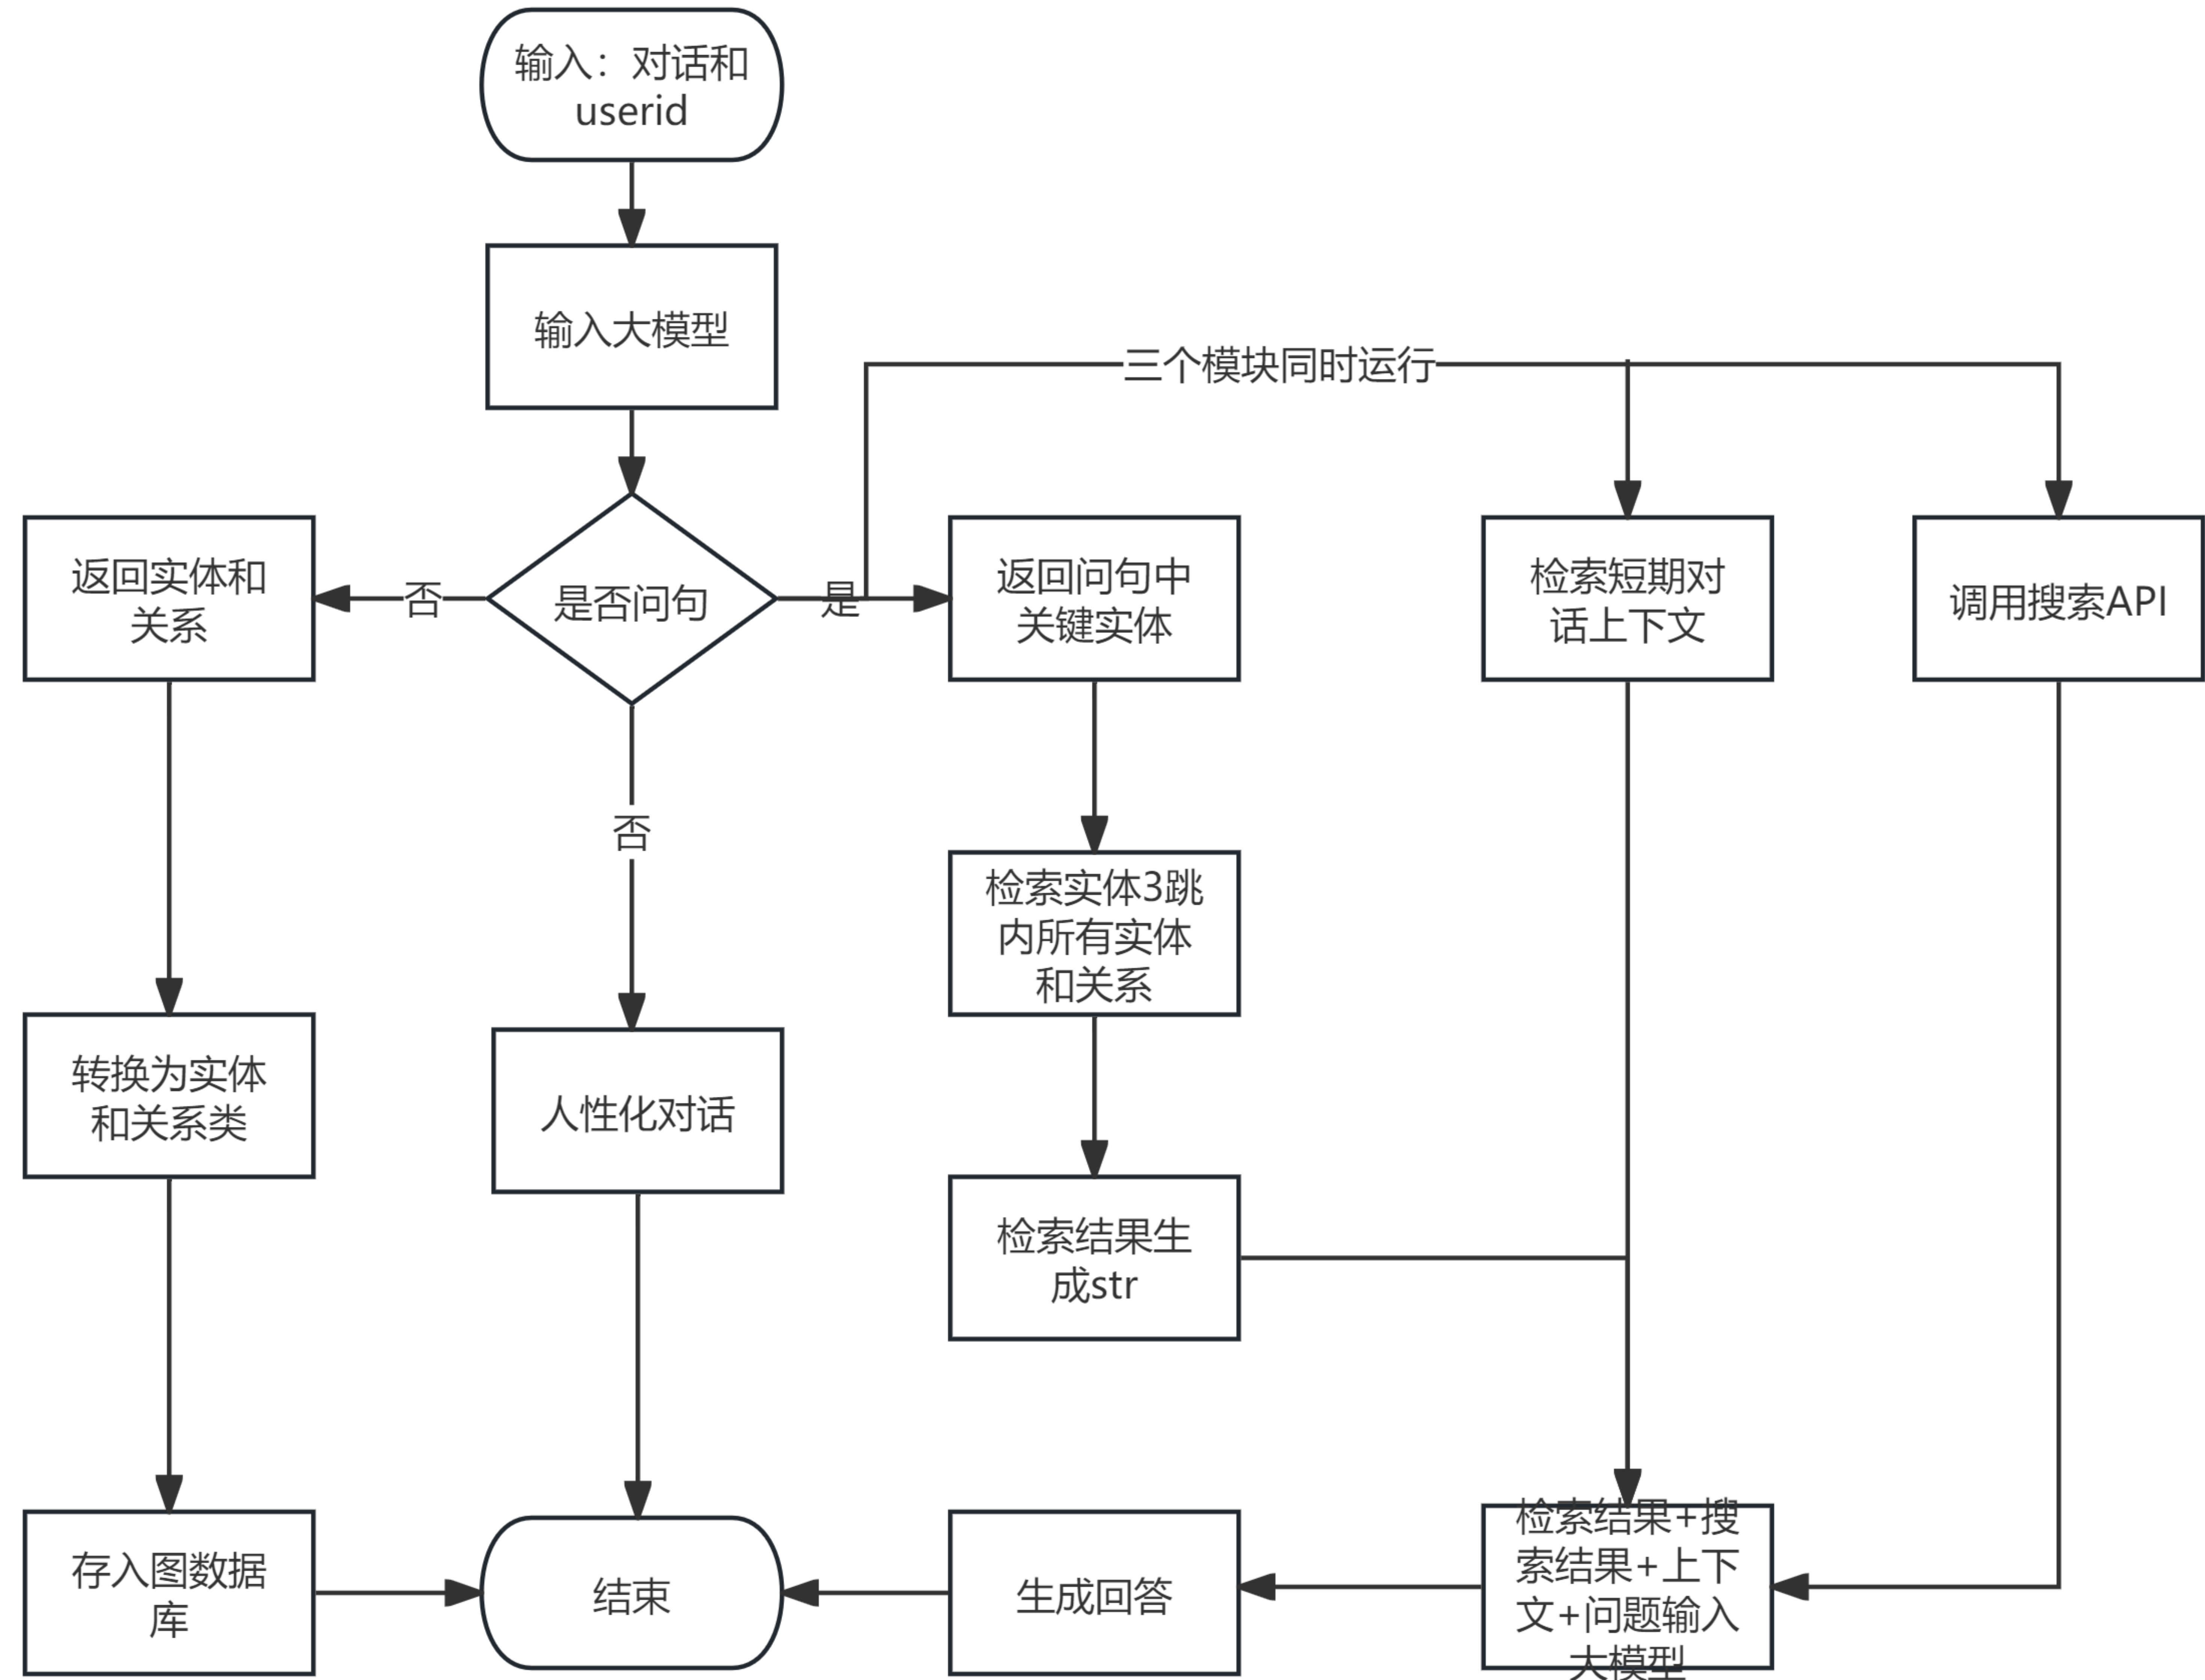 输入：对话和
userid
输入大模型
三个模块同时运行
返回实体和
关系
否
是否问句
是
返回问句中
关键实体
检索短期对
话上下文
调用搜索API
否
检索实体3跳
内所有实体
和关系
转换为实体
和关系类
人性化对话
检索结果生
成str
存入图数据
库
结束
生成回答
检索结果+搜
索结果+上下
文+问题输入
大模型